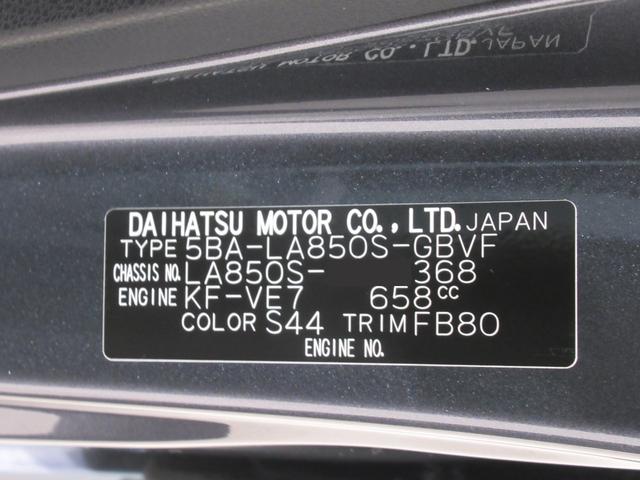 DAIHATSU MOTOR CO., LTD. JAPAN
TYPE 5BA-LA850S-GBVF
CHASSIS NO. LA850S- 368
ENGINE KF-VE7 658cc
COLOR S44 TRIM FB80
ENGINE NO.